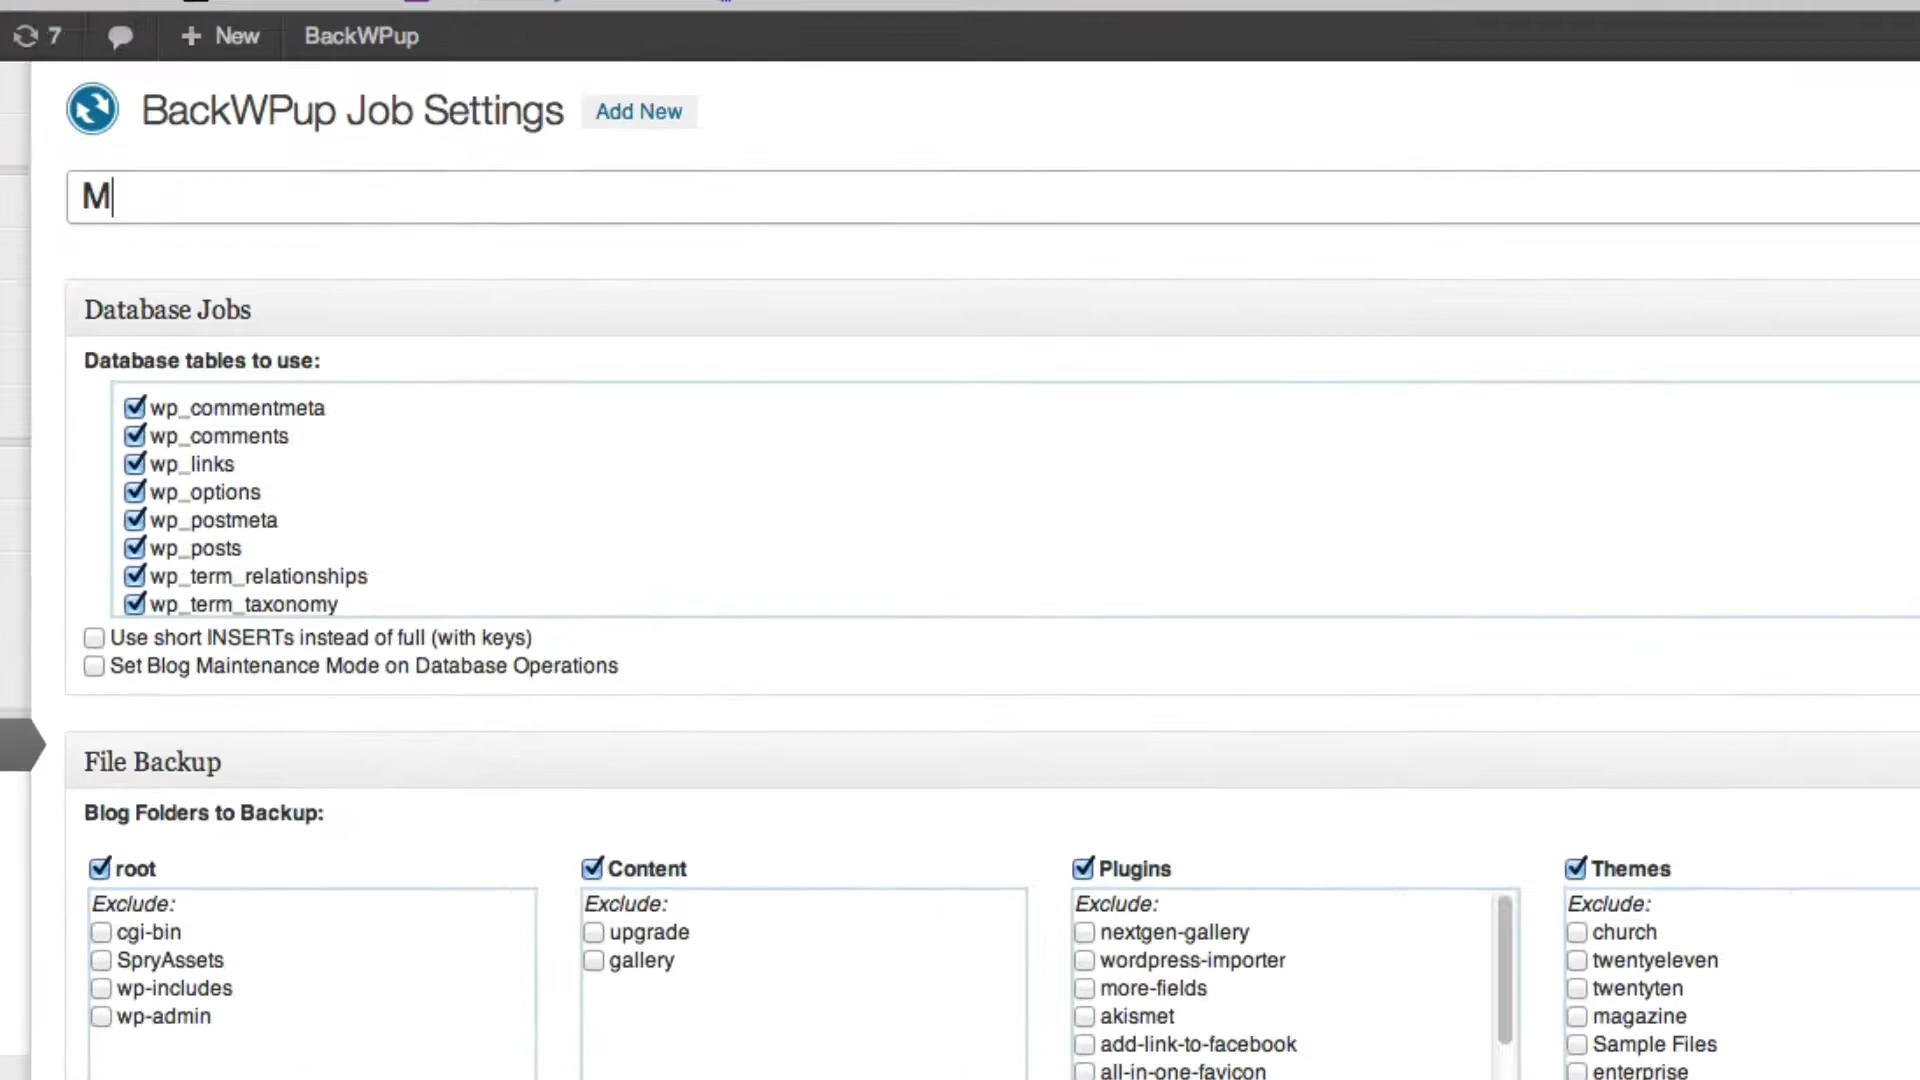 7 New BackWPup
BackWPup Job Settings Add New
M
Database Jobs
Database tables to use:
wp_commentmeta
wp_comments
wp_links
wp_options
wp_postmeta
wp_posts
wp_term_relationships
wp_term_taxonomy
Use short INSERTs instead of full (with keys)
Set Blog Maintenance Mode on Database Operations
File Backup
Blog Folders to Backup:
root
Exclude:
cgi-bin
SpryAssets
wp-includes
wp-admin
Content
Exclude:
upgrade
gallery
Plugins
Exclude:
nextgen-gallery
wordpress-importer
more-fields
akismet
add-link-to-facebook
all-in-one-favicon
Themes
Exclude:
church
twentyeleven
twentyten
magazine
Sample Files
enterprise